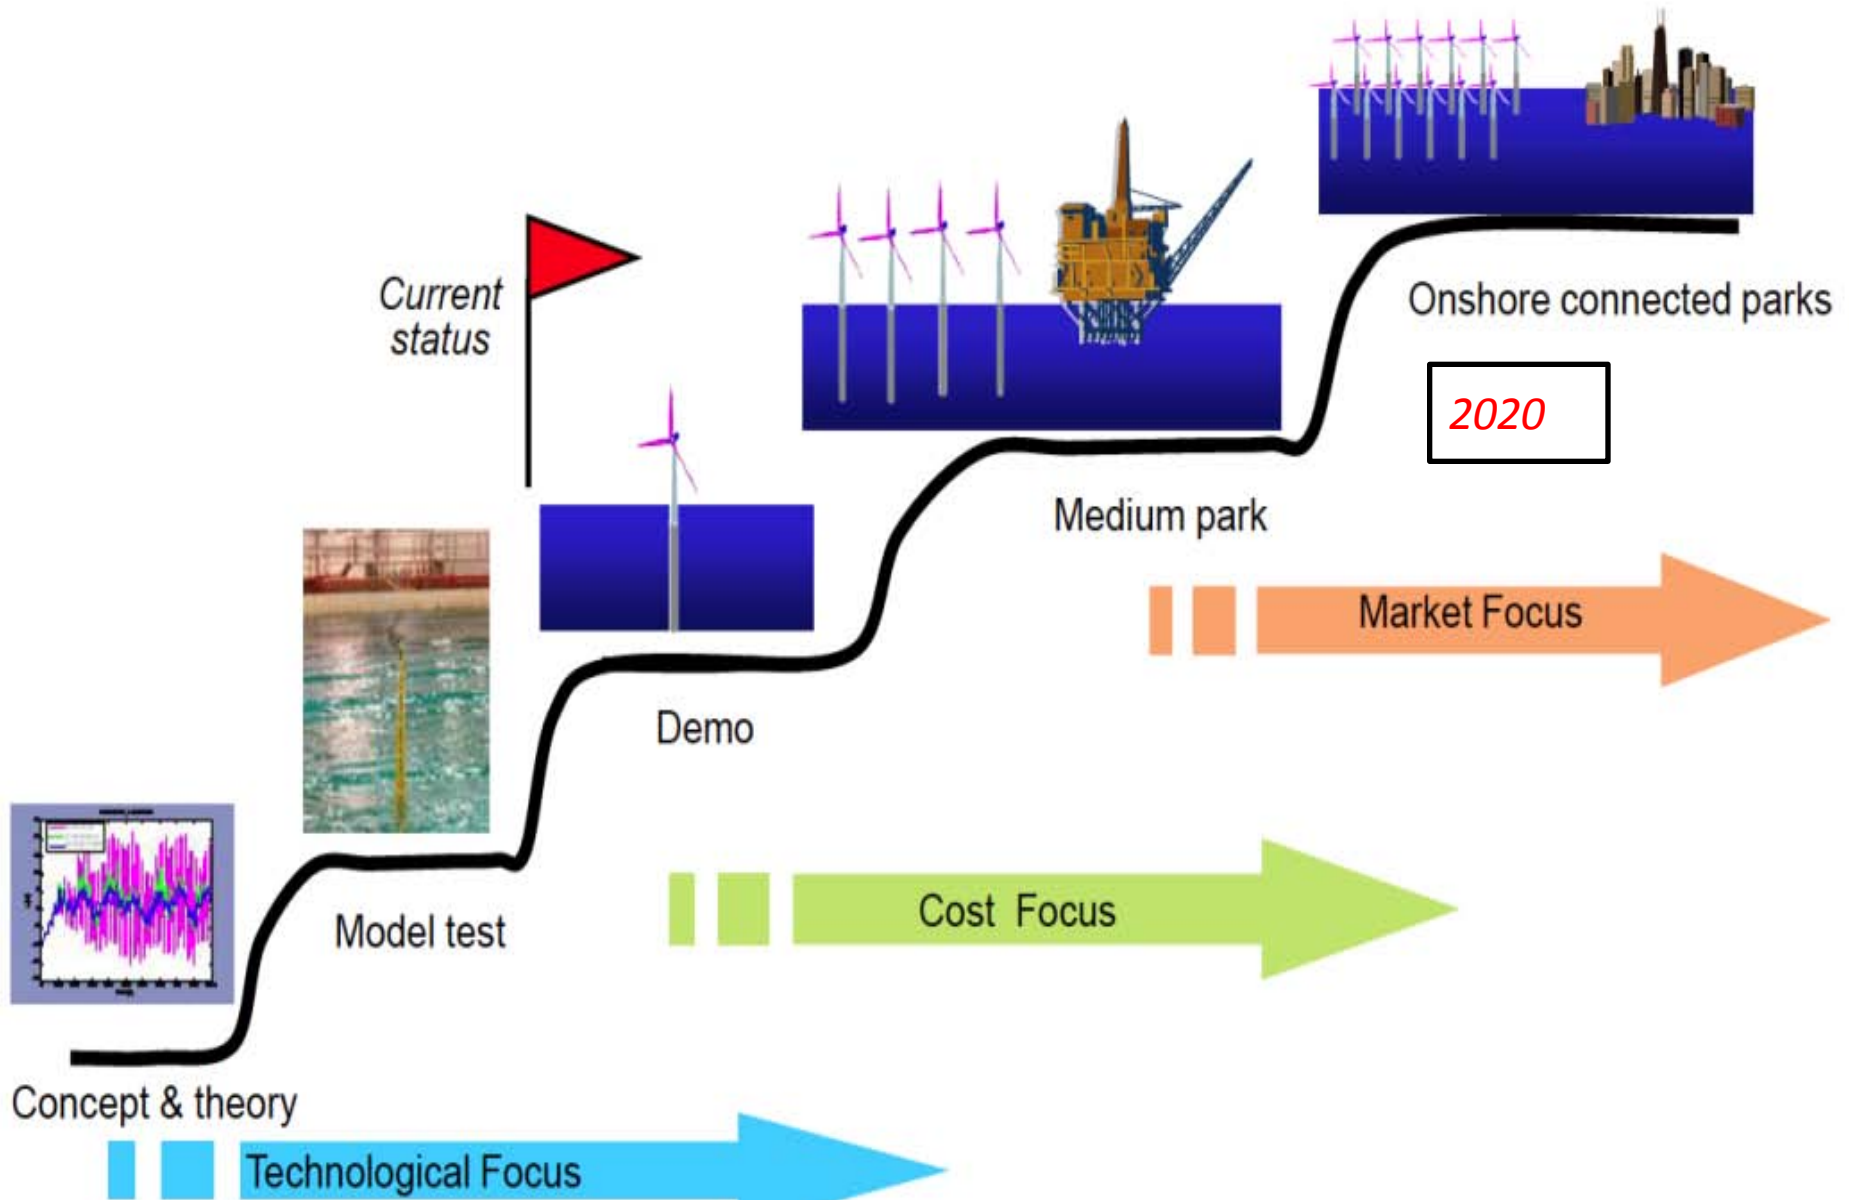 Current
status
Onshore connected parks
2020
Medium park
Market Focus
Demo
Cost Focus
Model test
Concept & theory
Technological Focus